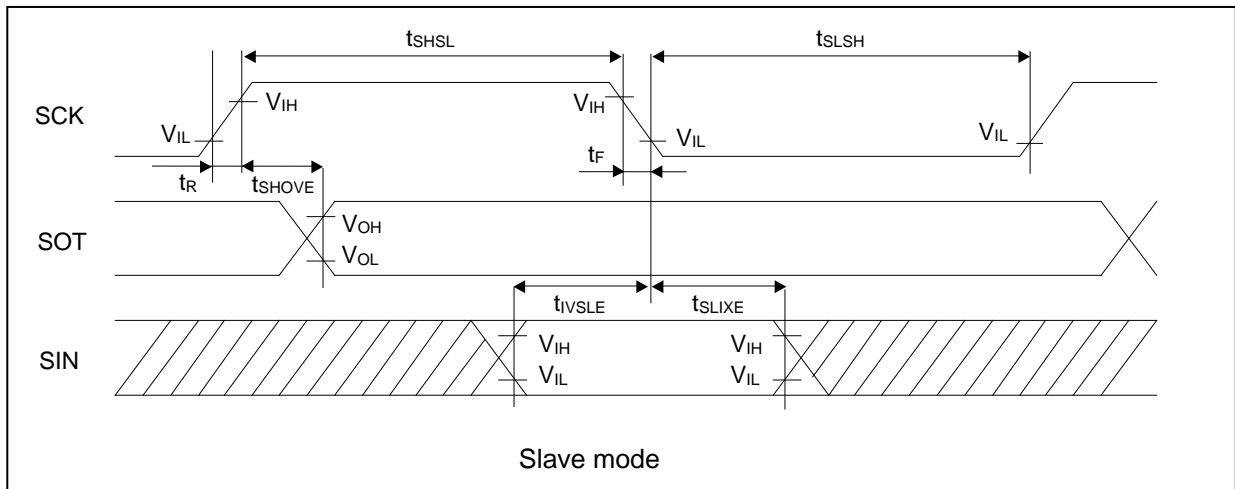 tSHSL
tSLSH
SCK
VIH
VIH
VIL
VIL
VIL
tF
tR
tSHOVE
SOT
VOH
VOL
tIVSLE
tSLIXE
SIN
VIH
VIH
VIL
VIL
Slave mode